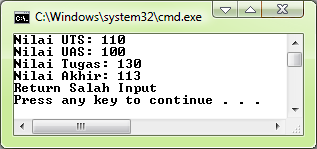 C:\Windows\system32\cmd.exe
Nilai UTS: 110
Nilai UAS: 100
Nilai Tugas: 130
Nilai Akhir: 113
Return Salah Input
Press any key to continue . . .